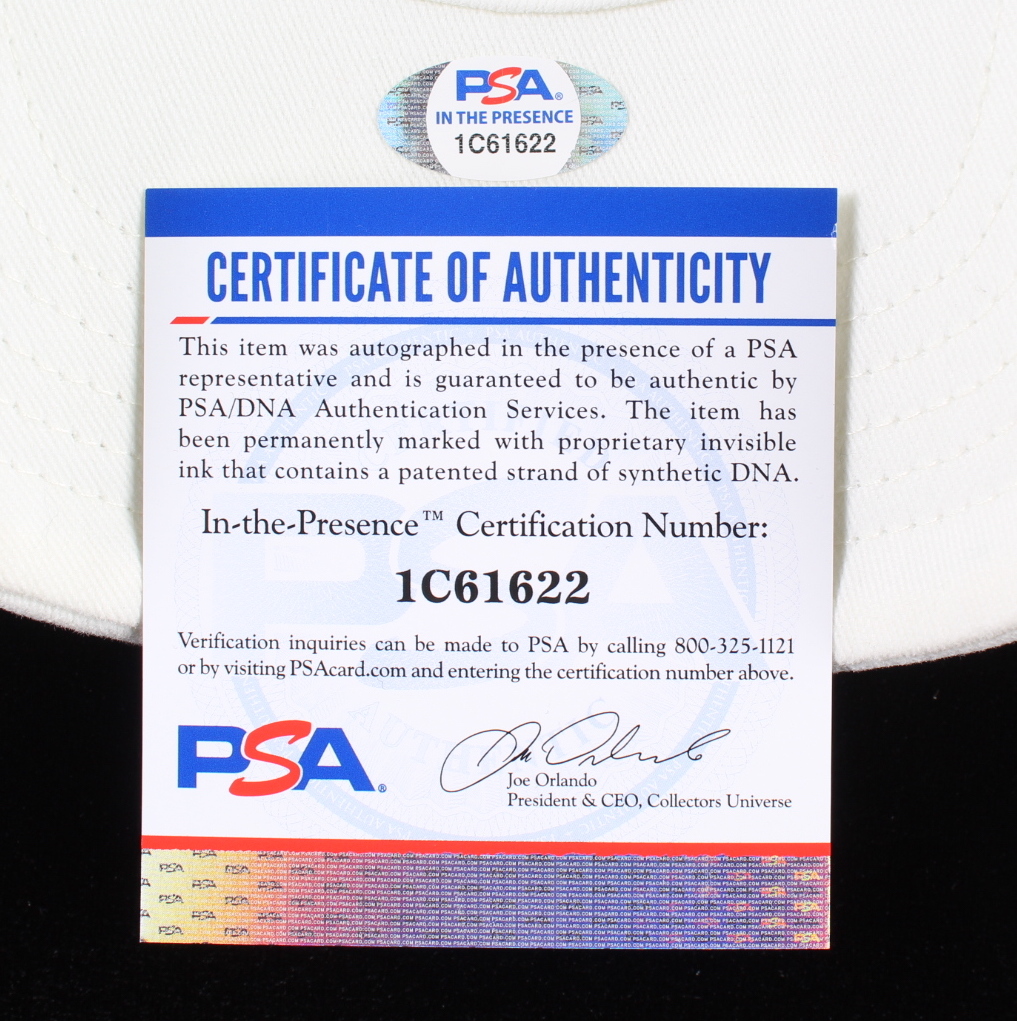 PSA®
IN THE PRESENCE
1C61622
CERTIFICATE OF AUTHENTICITY
This item was autographed in the presence of a PSA
representative and is guaranteed to be authentic by
PSA/DNA Authentication Services. The item has
been permanently marked with proprietary invisible
ink that contains a patented strand of synthetic DNA.
In-the-Presence™ Certification Number:
1C61622
Verification inquiries can be made to PSA by calling 800-325-1121
or by visiting PSAcard.com and entering the certification number above.
PSA®
Joe Orlando
President & CEO, Collectors Universe